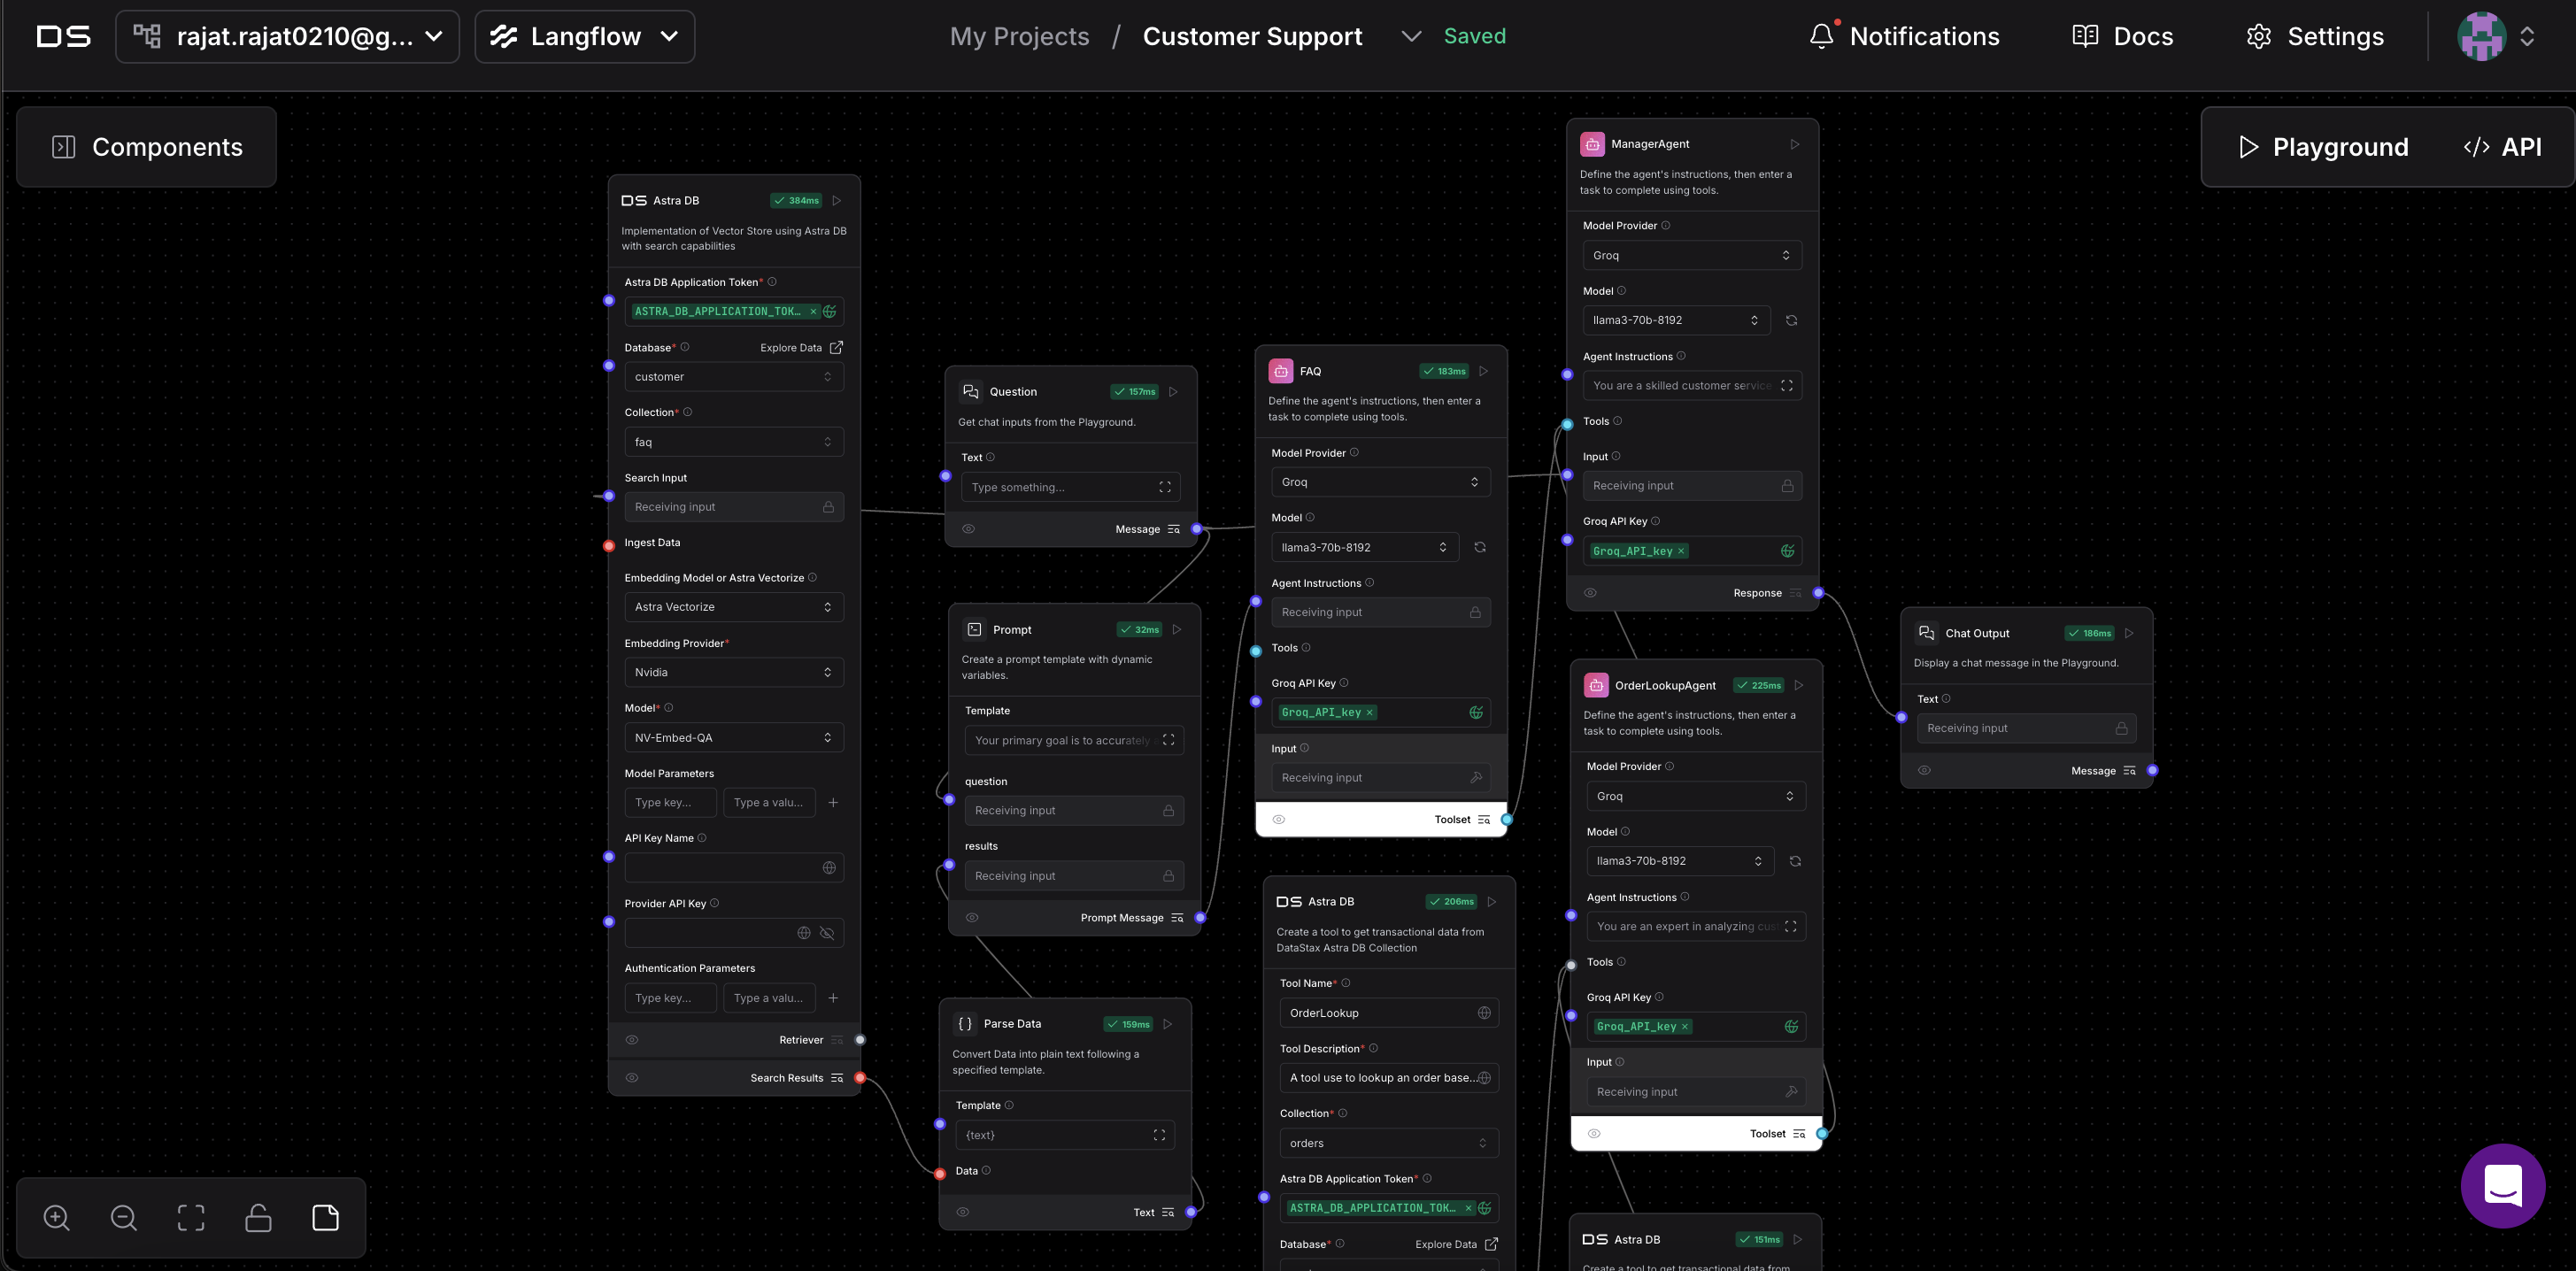 DS
rajat.rajat0210@g...
Langflow
My Projects / Customer Support
Saved
Notifications
Docs
Settings
Components
Playground
API
DS Astra DB
384ms
Implementation of Vector Store using Astra DB
with search capabilities
Astra DB Application Token*
ASTRA_DB_APPLICATION_TOK…
Database*
Explore Data
customer
Collection*
faq
Search Input
Receiving input
Ingest Data
Embedding Model or Astra Vectorize
Astra Vectorize
Embedding Provider*
Nvidia
Model*
NV-Embed-QA
Model Parameters
Type key...
Type a valu...
API Key Name
Provider API Key
Authentication Parameters
Type key...
Type a valu...
Retriever
Search Results
Question
157ms
Get chat inputs from the Playground.
Text
Type something...
Message
Prompt
32ms
Create a prompt template with dynamic
variables.
Template
Your primary goal is to accurately
question
Receiving input
results
Receiving input
Prompt Message
Parse Data
159ms
Convert Data into plain text following a
specified template.
Template
{text}
Data
Text
FAQ
183ms
Define the agent's instructions, then enter a
task to complete using tools.
Model Provider
Groq
Model
llama3-70b-8192
Agent Instructions
Receiving input
Tools
Groq API Key
Groq_API_key
Input
Receiving input
Toolset
DS Astra DB
206ms
Create a tool to get transactional data from
DataStax Astra DB Collection
Tool Name*
OrderLookup
Tool Description*
A tool use to lookup an order base...
Collection*
orders
Astra DB Application Token*
ASTRA_DB_APPLICATION_TOK…
Database*
Explore Data
ManagerAgent
Define the agent's instructions, then enter a
task to complete using tools.
Model Provider
Groq
Model
llama3-70b-8192
Agent Instructions
You are a skilled customer service
Tools
Input
Receiving input
Groq API Key
Groq_API_key
Response
OrderLookupAgent
225ms
Define the agent's instructions, then enter a
task to complete using tools.
Model Provider
Groq
Model
llama3-70b-8192
Agent Instructions
You are an expert in analyzing cus
Tools
Groq API Key
Groq_API_key
Input
Receiving input
Toolset
DS Astra DB
151ms
Create a tool to get transactional data from
Chat Output
186ms
Display a chat message in the Playground.
Text
Receiving input
Message